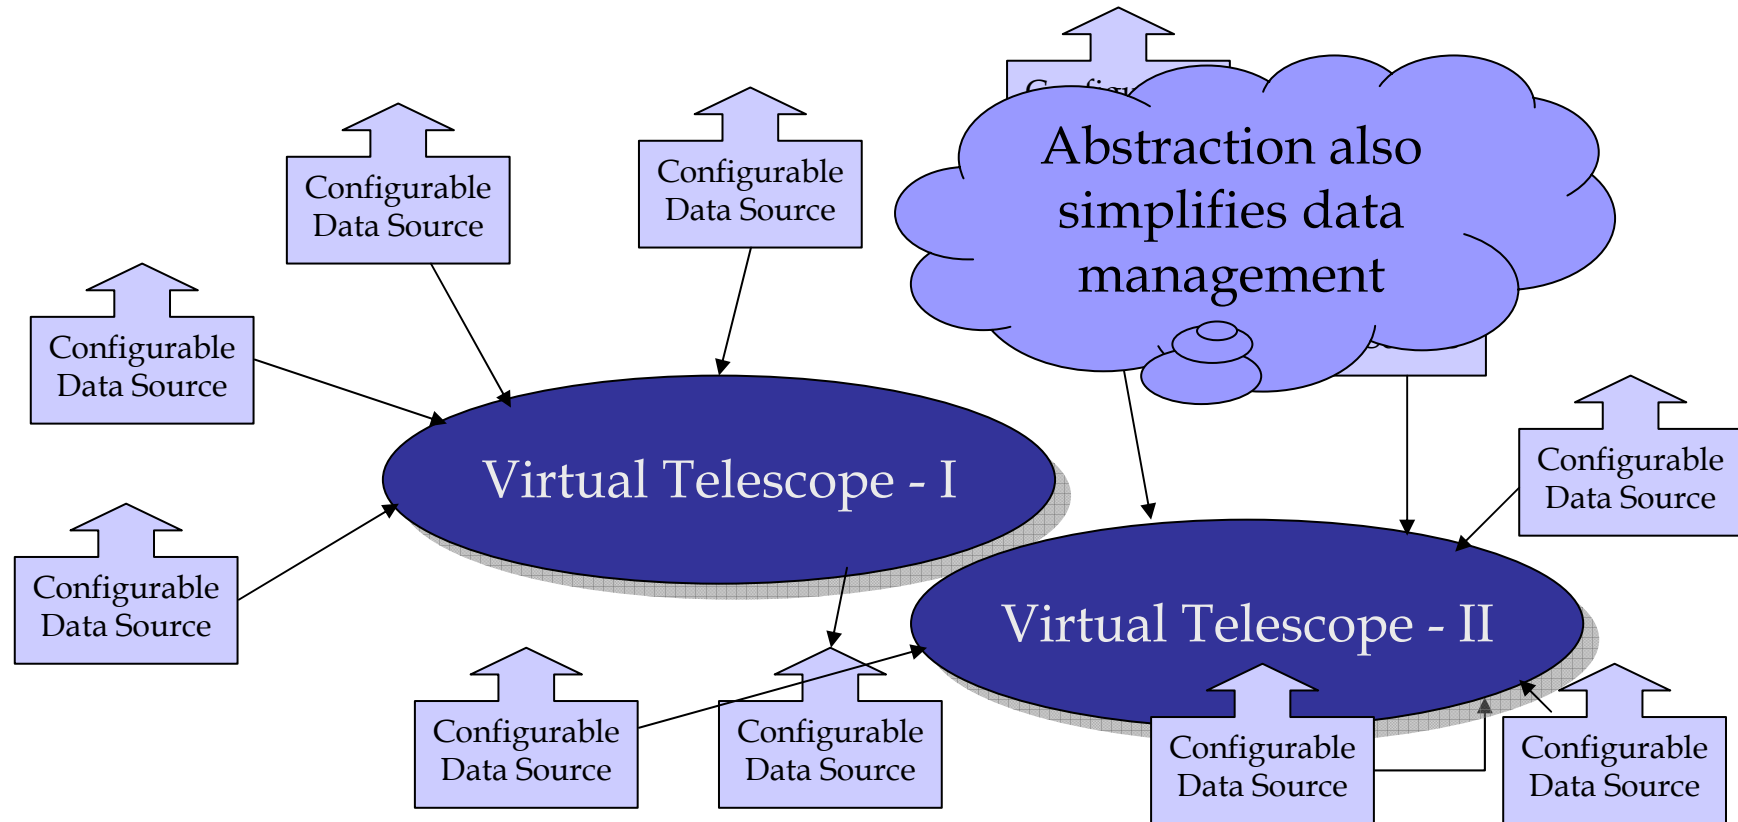 Configurable
Data Source
Configurable
Data Source
Abstraction also
simplifies data
management
Configurable
Data Source
Configurable
Data Source
Virtual Telescope - I
Configurable
Data Source
Virtual Telescope - II
Configurable
Data Source
Configurable
Data Source
Configurable
Data Source
Configurable
Data Source